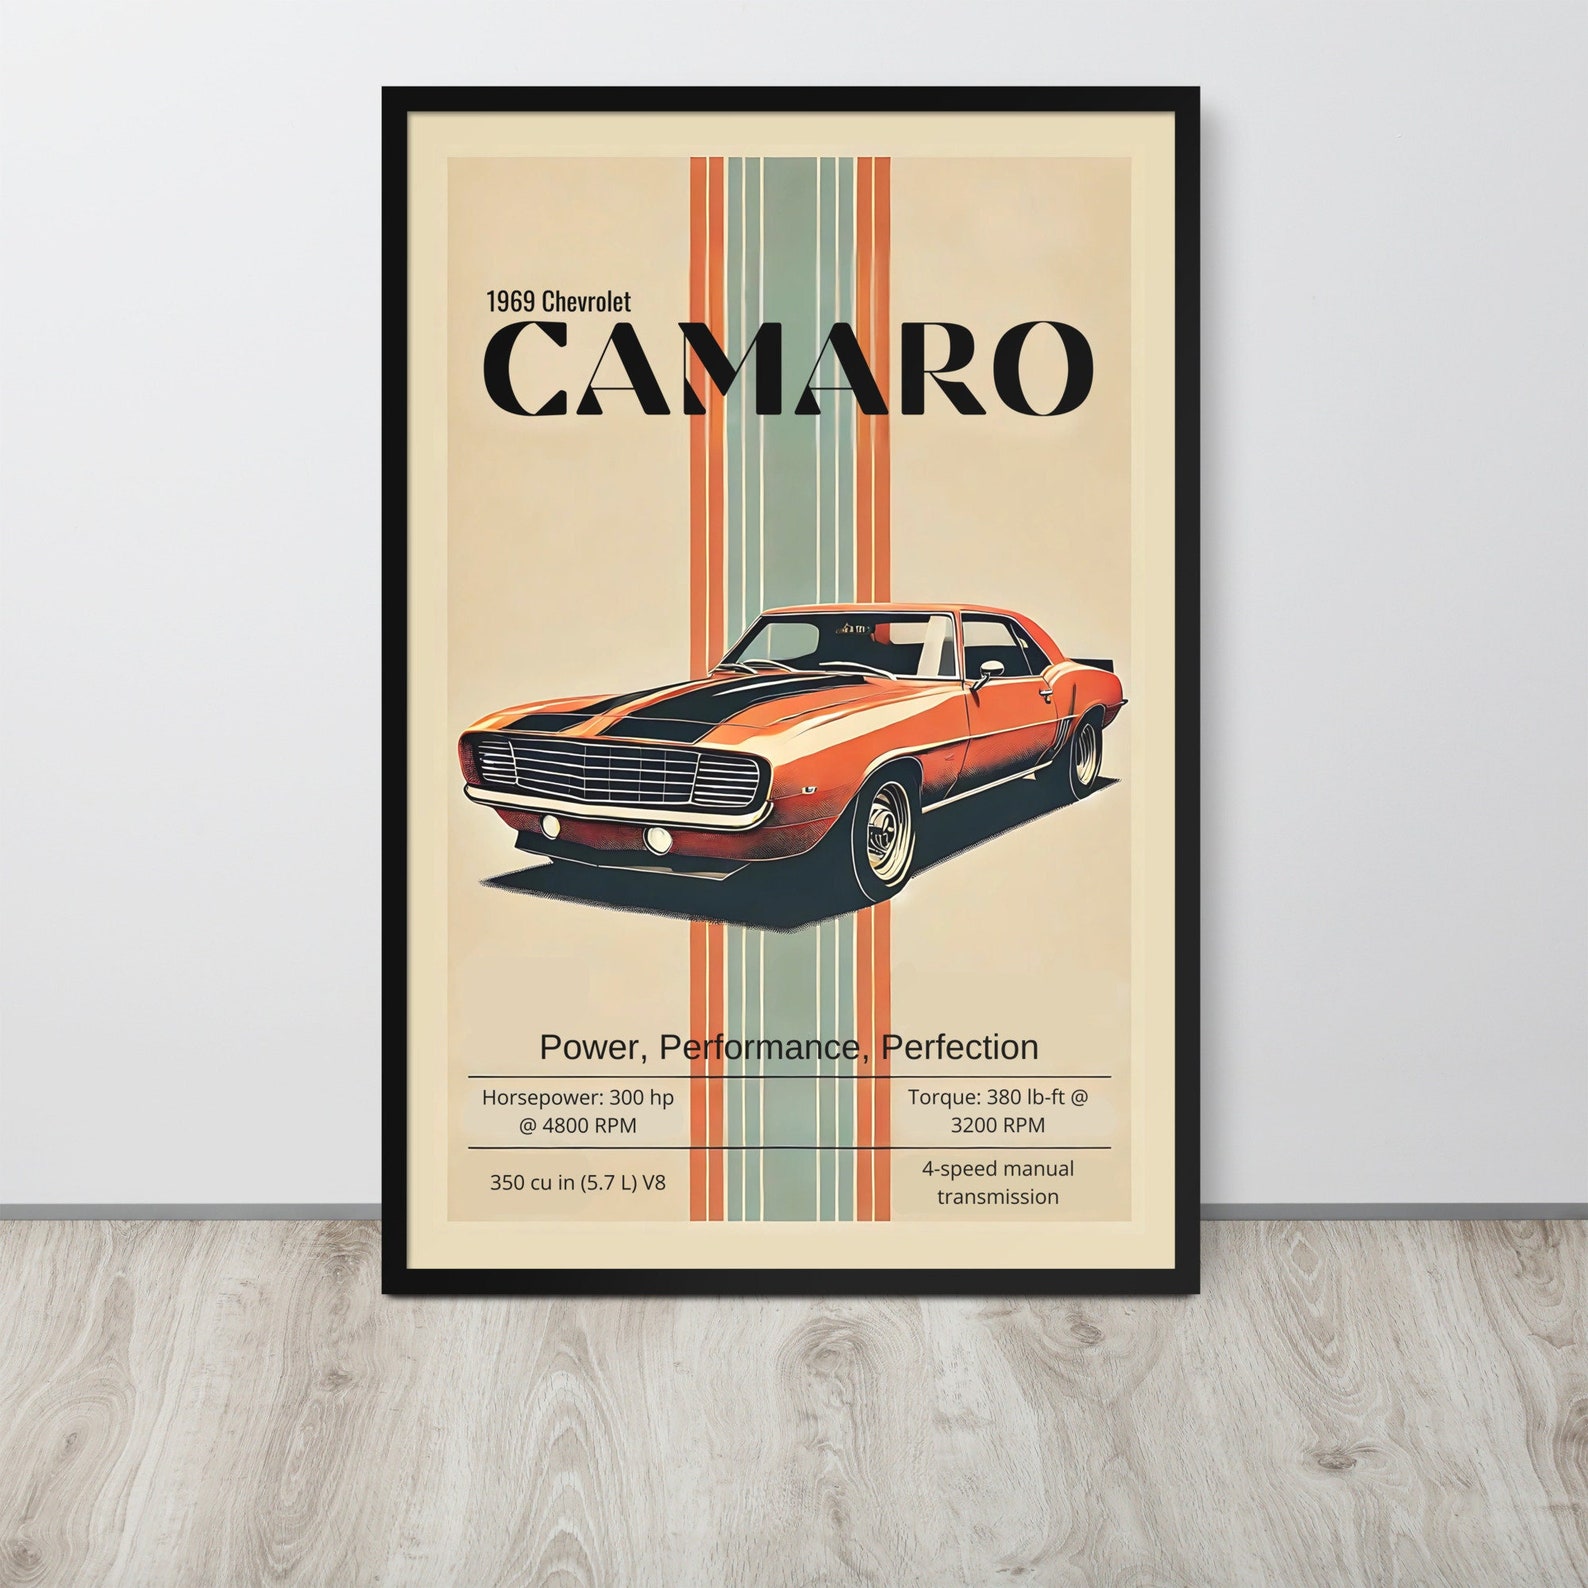 1969 Chevrolet
CAMARO
Power, Performance, Perfection
Horsepower: 300 hp
@ 4800 RPM
Torque: 380 lb-ft @
3200 RPM
350 cu in (5.7 L) V8
4-speed manual
transmission